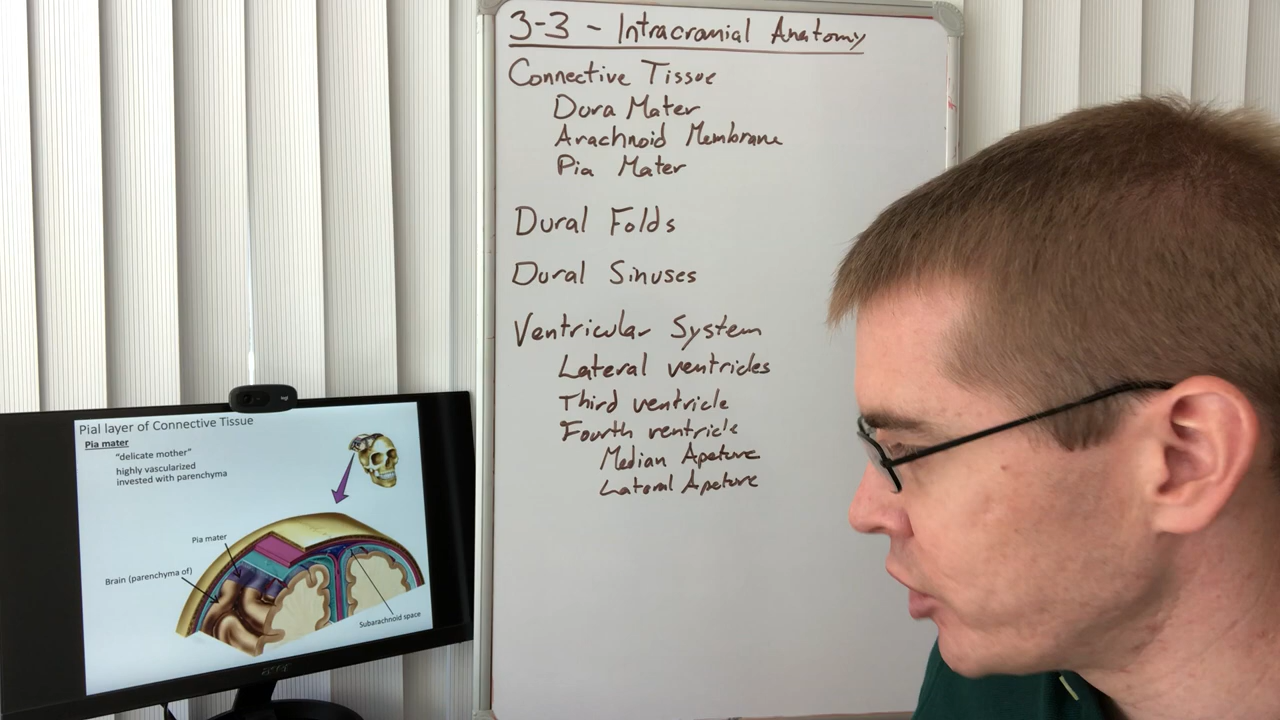 3-3 - Intracranial Anatomy
Connective Tissue
Dura Mater
Arachnoid Membrane
Pia Mater
Dural Folds
Dural Sinuses
Ventricular System
Lateral ventricles
Third ventricle
Fourth ventricle
Median Apeture
Lateral Apeture
Pial layer of Connective Tissue
Pia mater
"delicate mother"
highly vascularized
invested with parenchyma
Pia mater
Brain (parenchyma of)
Subarachnoid space